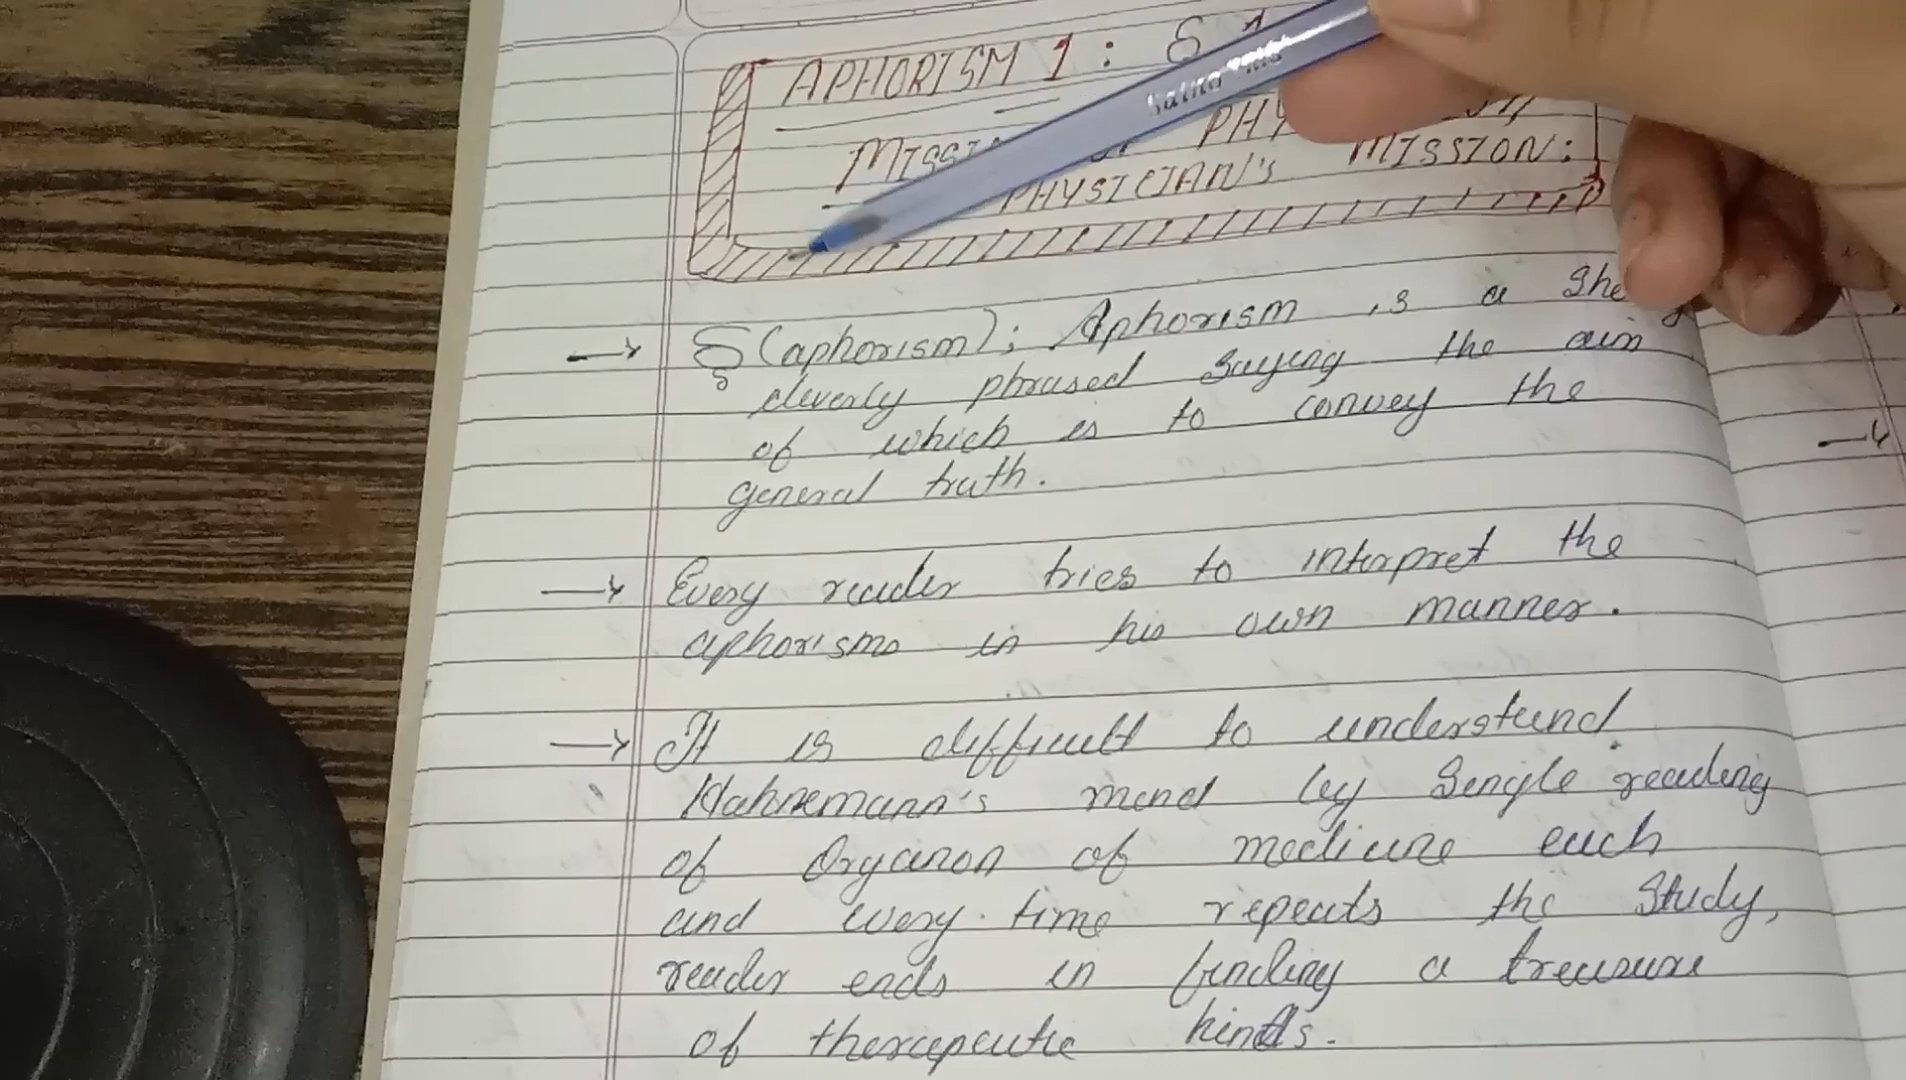 APHORISM 1: §
PHY
PHYSICIAN's MISSION:
Satito
§ (aphorism); Aphorism is a
cleverly phrased saying the aim
of which is to convey the
general truth.
Every reader tries to interpret the
aphorisms in his own manner.
It is difficult to understand
Hahnemann's mind by Single reading
of Organon of medicine each
and every time repeats the Study,
reader ends in finding a treasure
of therapeutic hints.